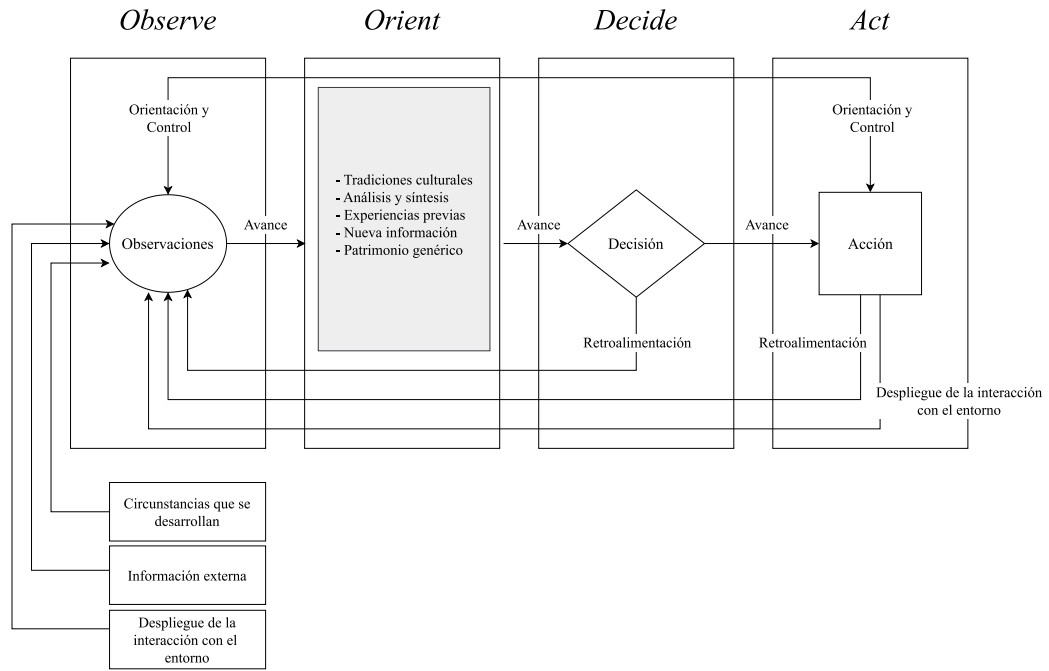 Observe
Orient
Decide
Act
Orientación y
Control
Orientación y
Control
- Tradiciones culturales
- Análisis y síntesis
- Experiencias previas
- Nueva información
- Patrimonio genérico
Observaciones
Avance
Avance
Decisión
Avance
Acción
Retroalimentación
Retroalimentación
Despliegue de la interacción
con el entorno
Circunstancias que se
desarrollan
Información externa
Despliegue de la
interacción con el
entorno